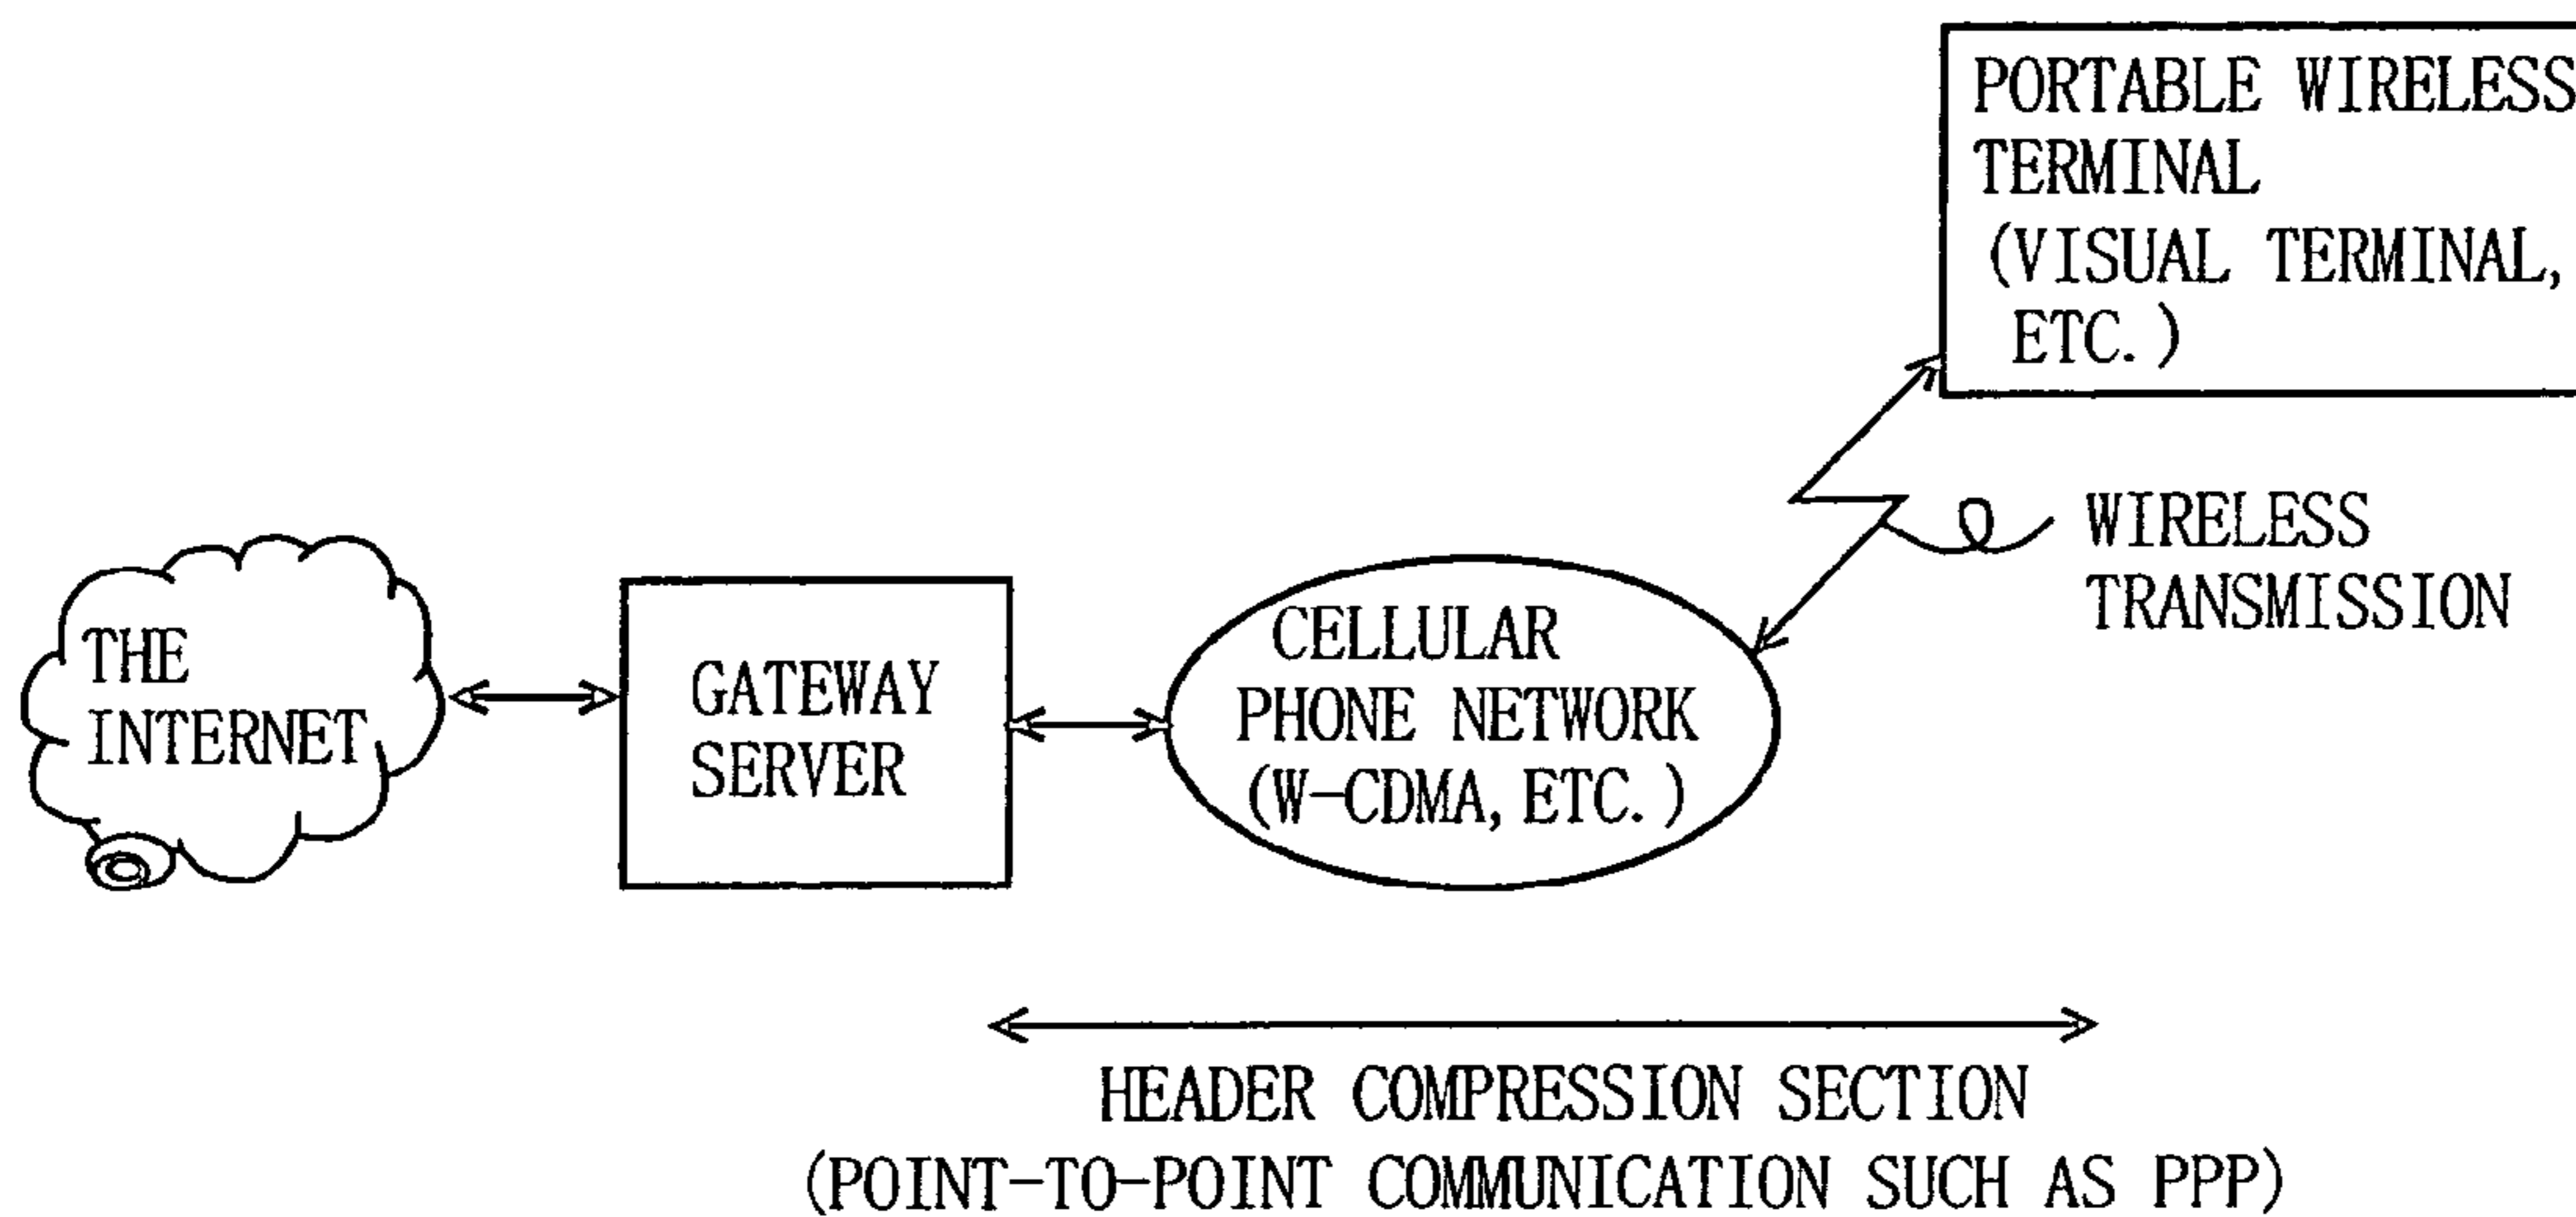 PORTABLE WIRELESS
TERMINAL
(VISUAL TERMINAL,
ETC.)
WIRELESS
TRANSMISSION
THE
INTERNET
GATEWAY
SERVER
CELLULAR
PHONE NETWORK
(W-CDMA, ETC.)
HEADER COMPRESSION SECTION
(POINT-TO-POINT COMMUNICATION SUCH AS PPP)